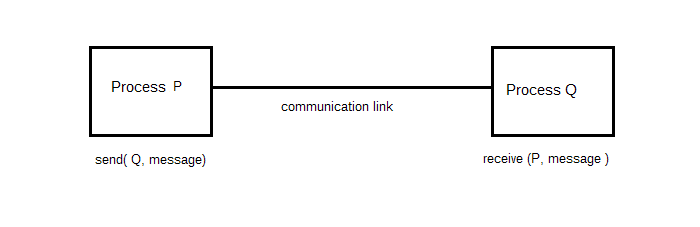 Process P
Process Q
communication link
send( Q, message)
receive (P, message )